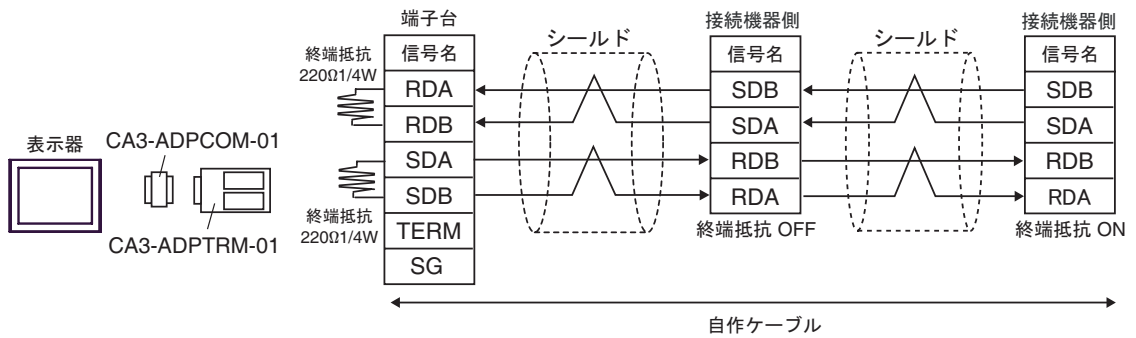 表示器
CA3-ADPCOM-01
CA3-ADPTRM-01
終端抵抗
220Ω1/4W
終端抵抗
220Ω1/4W
端子台
信号名
RDA
RDB
SDA
SDB
TERM
SG
シールド
接続機器側
信号名
SDB
SDA
RDB
RDA
終端抵抗 OFF
シールド
接続機器側
信号名
SDB
SDA
RDB
RDA
終端抵抗 ON
自作ケーブル